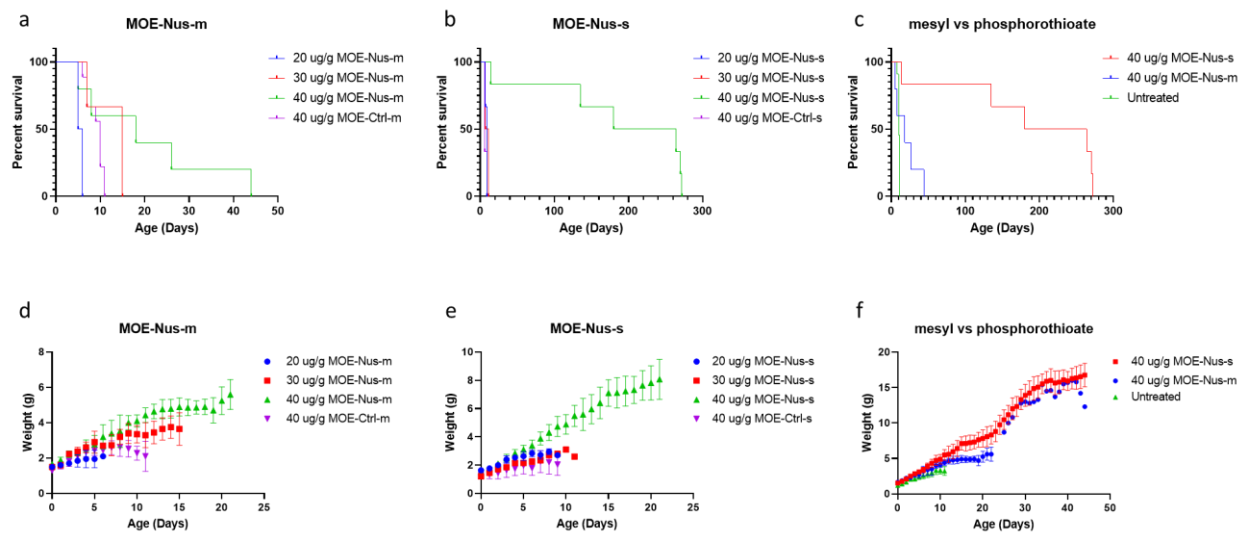 a
MOE-Nus-m
Percent survival
100
50
0
0 10 20 30 40 50
Age (Days)
20 ug/g MOE-Nus-m
30 ug/g MOE-Nus-m
40 ug/g MOE-Nus-m
40 ug/g MOE-Ctrl-m
b
MOE-Nus-s
Percent survival
100
50
0
0 100 200 300
Age (Days)
20 ug/g MOE-Nus-s
30 ug/g MOE-Nus-s
40 ug/g MOE-Nus-s
40 ug/g MOE-Ctrl-s
c
mesyl vs phosphorothioate
Percent survival
100
50
0
0 100 200 300
Age (Days)
40 ug/g MOE-Nus-s
40 ug/g MOE-Nus-m
Untreated
d
MOE-Nus-m
Weight (g)
8
6
4
2
0
0 5 10 15 20 25
Age (Days)
20 ug/g MOE-Nus-m
30 ug/g MOE-Nus-m
40 ug/g MOE-Nus-m
40 ug/g MOE-Ctrl-m
e
MOE-Nus-s
Weight (g)
10
8
6
4
2
0
0 5 10 15 20 25
Age (Days)
20 ug/g MOE-Nus-s
30 ug/g MOE-Nus-s
40 ug/g MOE-Nus-s
40 ug/g MOE-Ctrl-s
f
mesyl vs phosphorothioate
Weight (g)
20
15
10
5
0
0 10 20 30 40 50
Age (Days)
40 ug/g MOE-Nus-s
40 ug/g MOE-Nus-m
Untreated